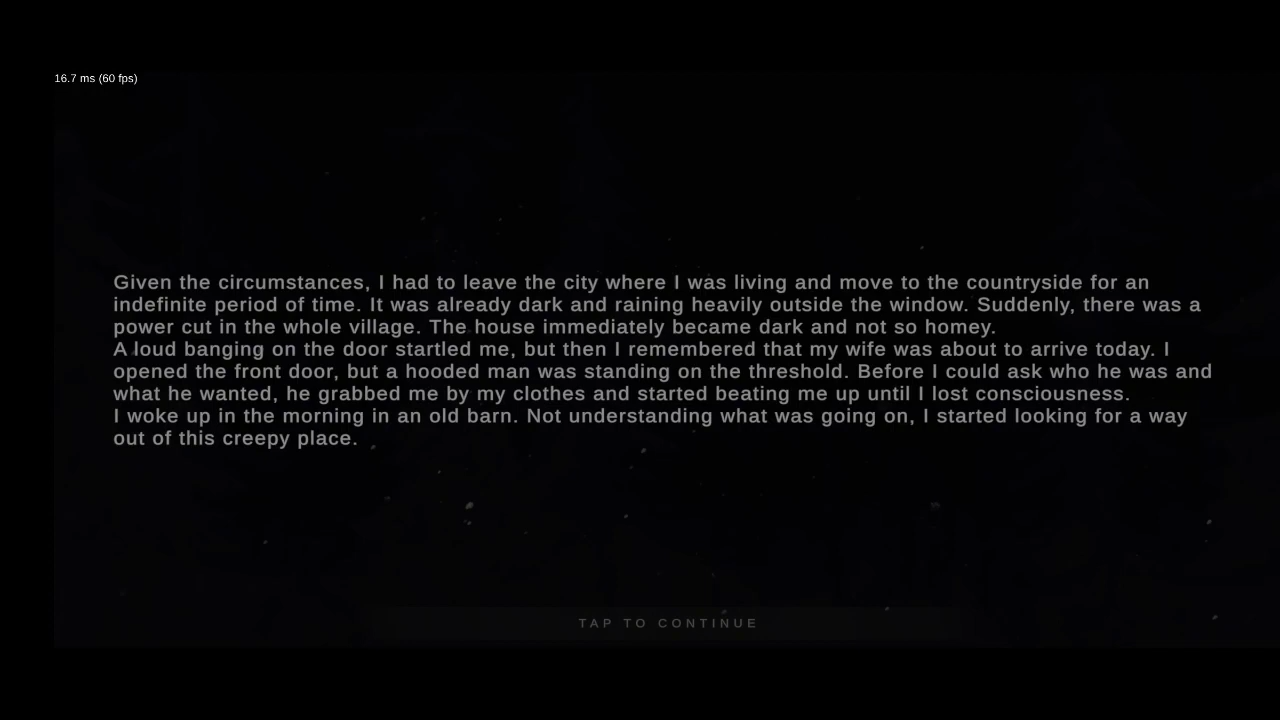 16.7 ms (60 fps)
Given the circumstances, I had to leave the city where I was living and move to the countryside for an
indefinite period of time. It was already dark and raining heavily outside the window. Suddenly, there was a
power cut in the whole village. The house immediately became dark and not so homey.
A loud banging on the door startled me, but then I remembered that my wife was about to arrive today. I
opened the front door, but a hooded man was standing on the threshold. Before I could ask who he was and
what he wanted, he grabbed me by my clothes and started beating me up until I lost consciousness.
I woke up in the morning in an old barn. Not understanding what was going on, I started looking for a way
out of this creepy place.
TAP TO CONTINUE